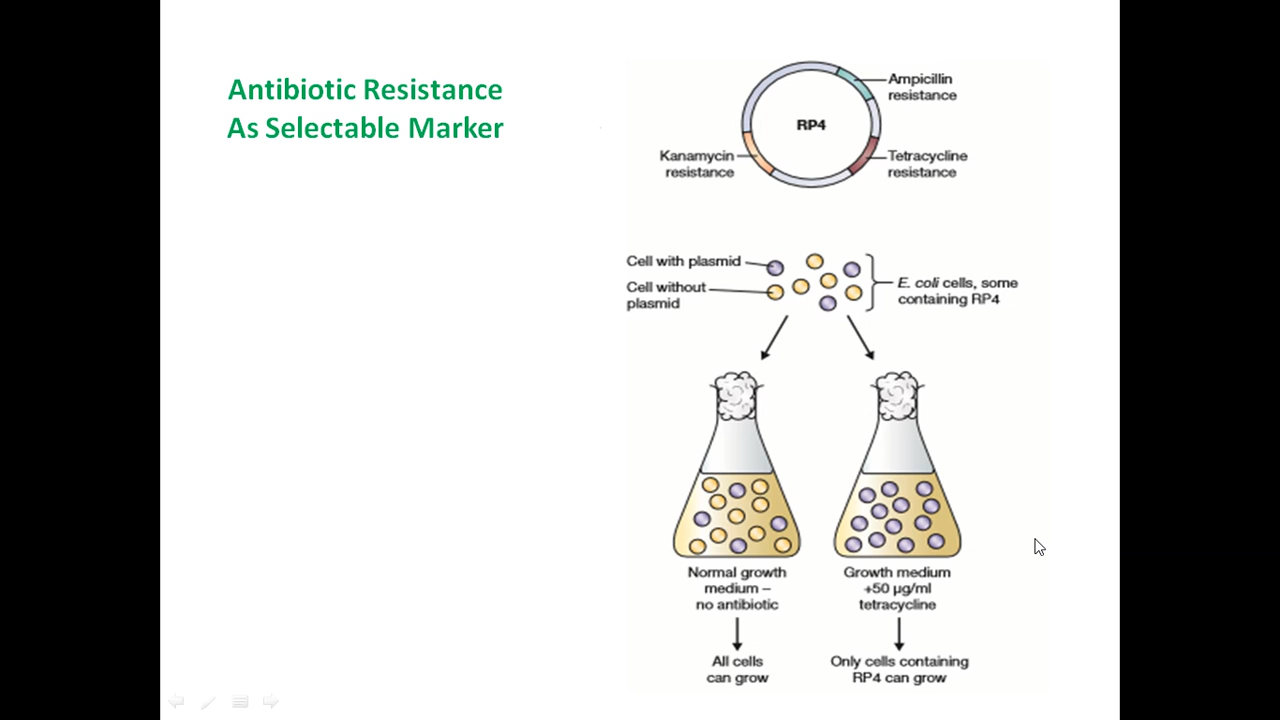 Antibiotic Resistance
As Selectable Marker
Ampicillin
resistance
RP4
Kanamycin
resistance
Tetracycline
resistance
Cell with plasmid
Cell without
plasmid
E. coli cells, some
containing RP4
Normal growth
medium –
no antibiotic
Growth medium
+50 µg/ml
tetracycline
All cells
can grow
Only cells containing
RP4 can grow